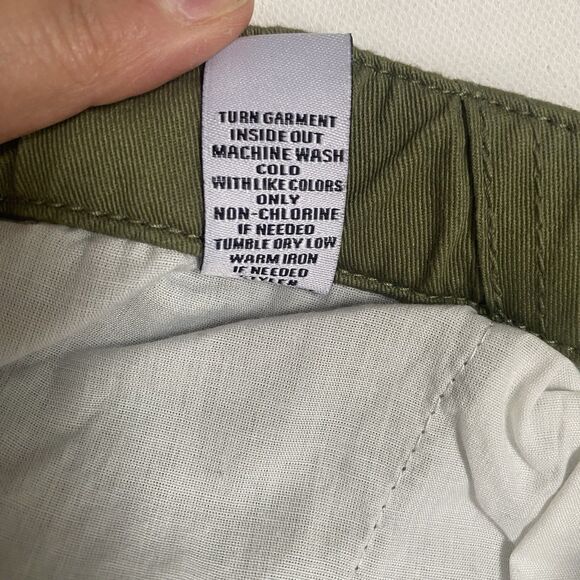 TURN GARMENT
INSIDE OUT
MACHINE WASH
COLD
WITH LIKE COLORS
ONLY
NON-CHLORINE
IF NEEDED
TUMBLE DRY LOW
WARM IRON
IF NEEDED